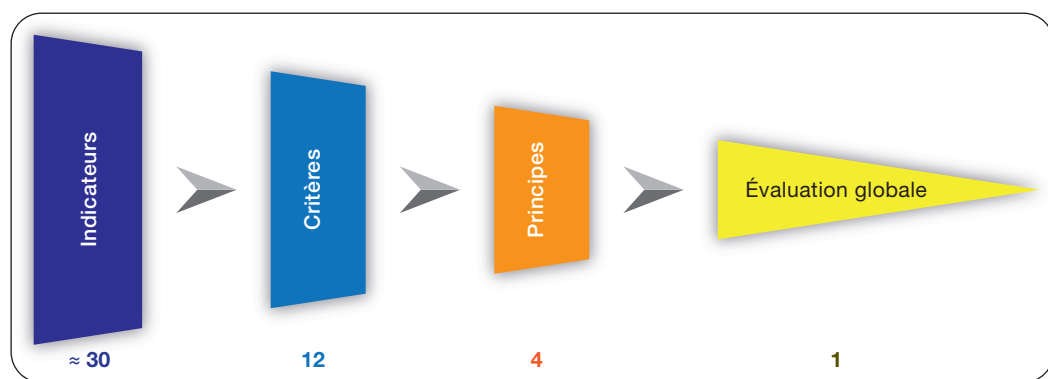 Indicateurs
Critères
Principes
Évaluation globale
≈ 30
12
4
1